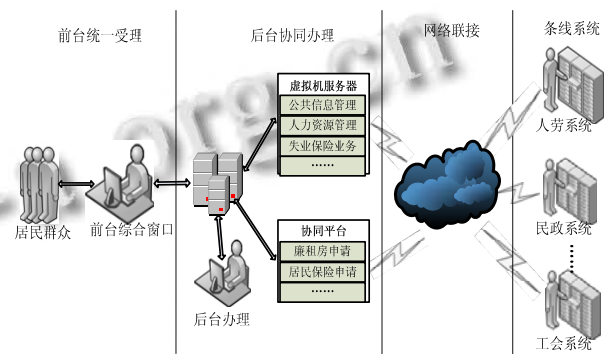 前台统一受理
后台协同办理
网络联接
条线系统
虚拟机服务器
公共信息管理
人力资源管理
失业保险业务
……
人劳系统
居民群众
前台综合窗口
协同平台
廉租房申请
居民保险申请
……
民政系统
后台办理
工会系统
.org.cn